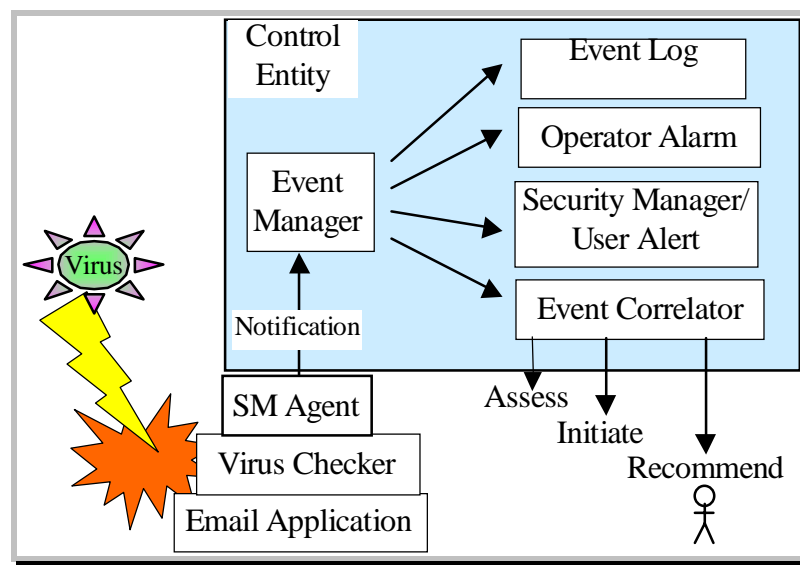 Control
Entity
Event Log
Operator Alarm
Event
Manager
Security Manager/
User Alert
Virus
Event Correlator
Notification
SM Agent
Assess
Initiate
Virus Checker
Recommend
Email Application